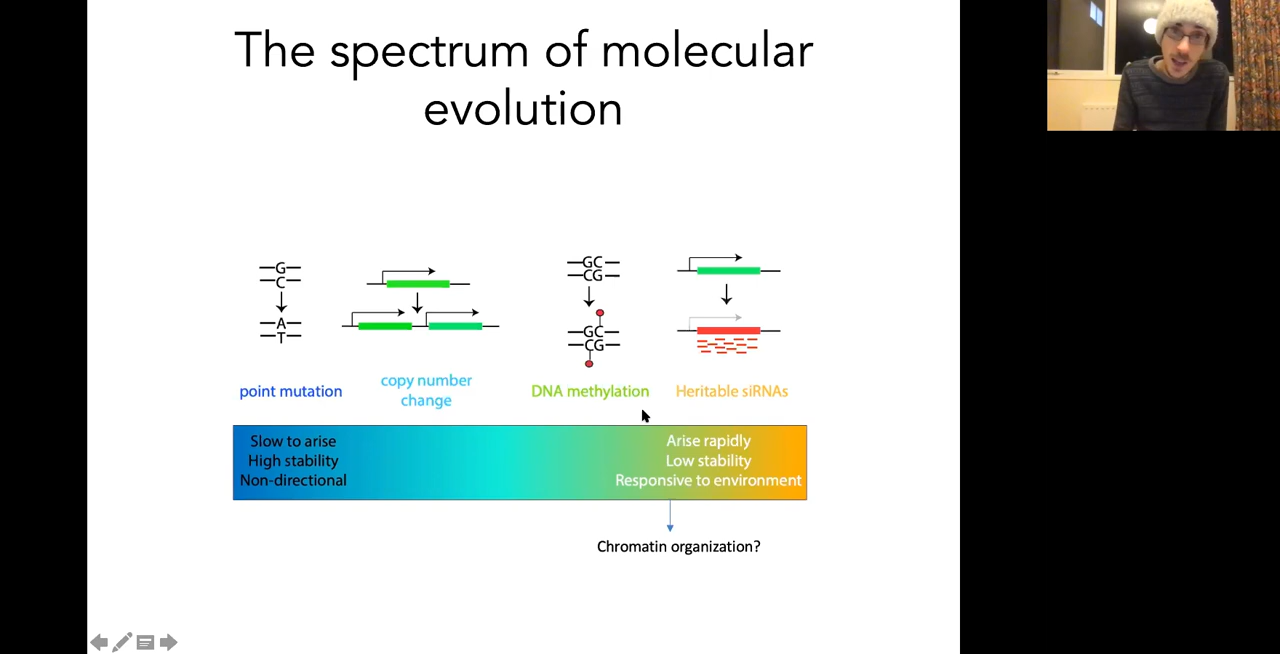 The spectrum of molecular
evolution
G
C
A
T
GC
CG
GC
CG
point mutation
copy number
change
DNA methylation
Heritable siRNAs
Slow to arise
High stability
Non-directional
Arise rapidly
Low stability
Responsive to environment
Chromatin organization?